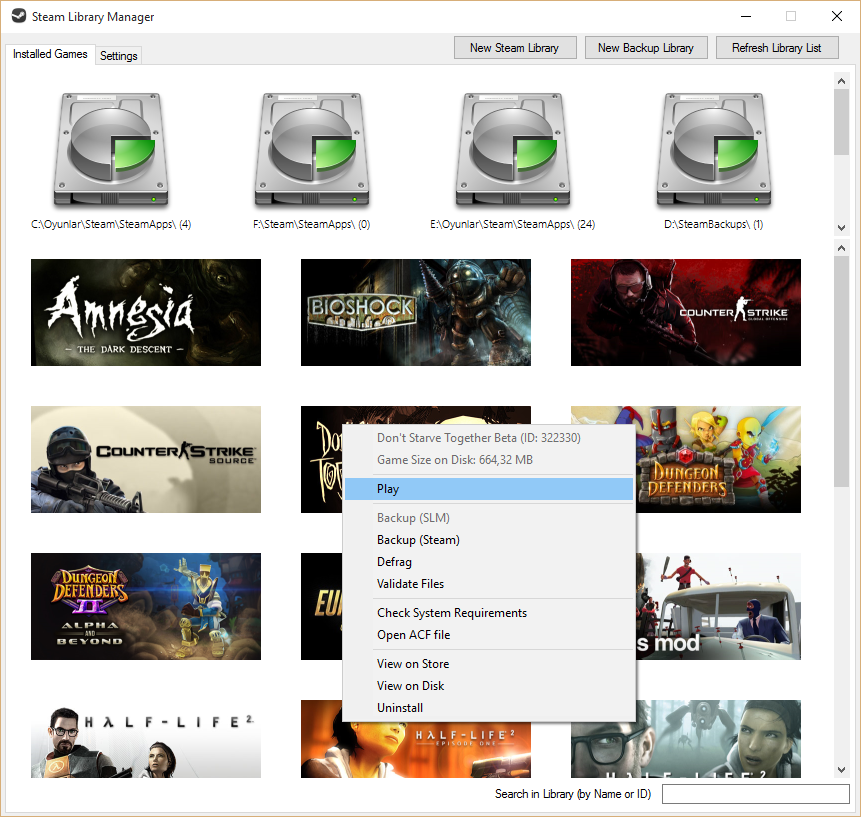 Steam Library Manager
Installed Games
Settings
New Steam Library
New Backup Library
Refresh Library List
C:\Oyunlar\Steam\SteamApps\ (4)
F:\Steam\SteamApps\ (0)
E:\Oyunlar\Steam\SteamApps\ (24)
D:\SteamBackups\ (1)
Amnesia
– THE DARK DESCENT –
BIOSHOCK
COUNTER STRIKE
GLOBAL OFFENSIVE
COUNTER STRIKE
SOURCE
DUNGEON
DEFENDERS
Don't Starve Together Beta (ID: 322330)
Game Size on Disk: 664,32 MB
Play
Backup (SLM)
Backup (Steam)
Defrag
Validate Files
Check System Requirements
Open ACF file
View on Store
View on Disk
Uninstall
DUNGEON
DEFENDERS
II
ALPHA
AND
BEYOND
s mod
HALF-LIFE 2
HALF-LIFE 2
EPISODE ONE
HALF-LIFE 2
Search in Library (by Name or ID)